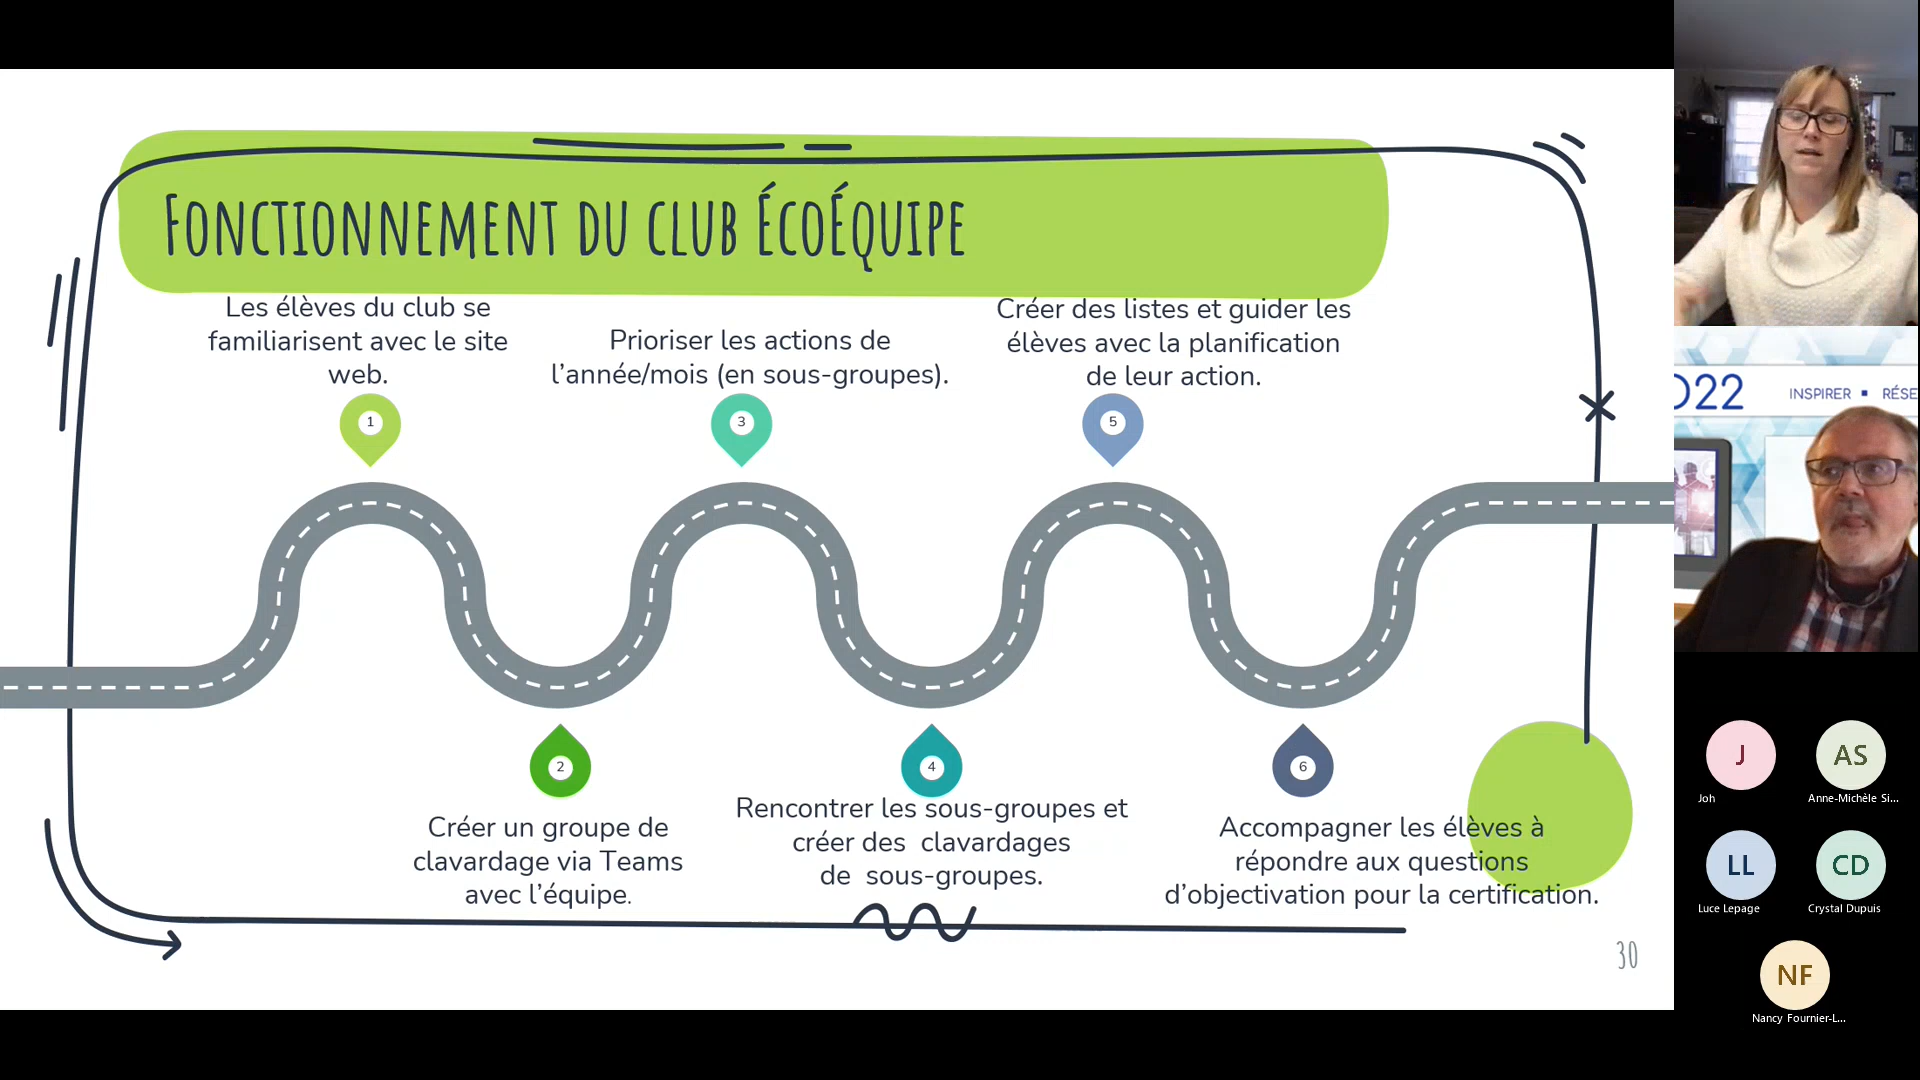 Fonctionnement du club ÉcoÉquipe
Les élèves du club se
familiarisent avec le site
web.
1
Créer un groupe de
clavardage via Teams
avec l’équipe.
2
Prioriser les actions de
l’année/mois (en sous-groupes).
3
Rencontrer les sous-groupes et
créer des clavardages
de sous-groupes.
4
Créer des listes et guider les
élèves avec la planification
de leur action.
5
Accompagner les élèves à
répondre aux questions
d’objectivation pour la certification.
6
30
022
INSPIRER ▪ RÉSE
J
Joh
AS
Anne-Michèle Si...
LL
Luce Lepage
CD
Crystal Dupuis
NF
Nancy Fournier-L...